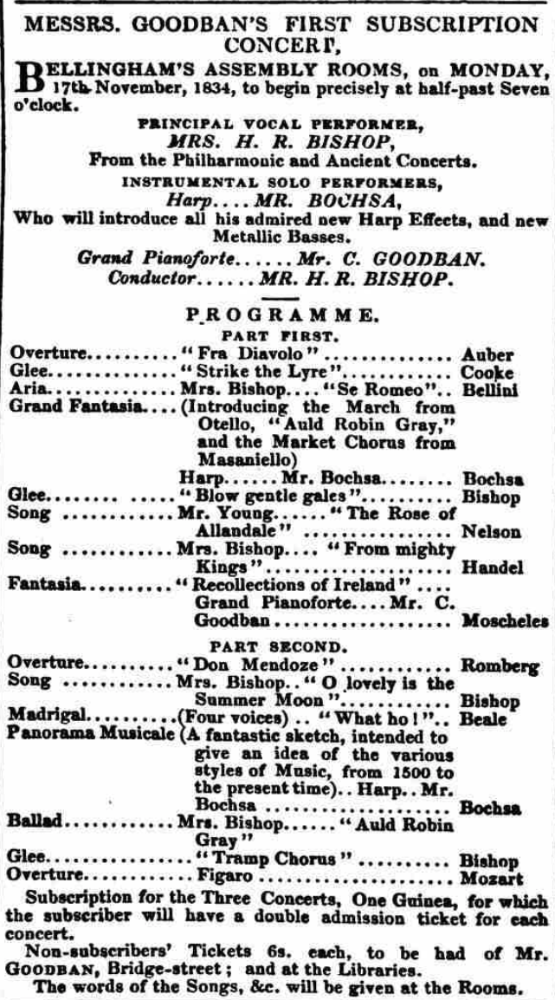 MESSRS. GOODBAN'S FIRST SUBSCRIPTION
CONCERT,
BELLINGHAM'S ASSEMBLY ROOMS, on MONDAY,
17th November, 1834, to begin precisely at half-past Seven
o'clock.
PRINCIPAL VOCAL PERFORMER,
MRS. H. R. BISHOP,
From the Philharmonic and Ancient Concerts.
INSTRUMENTAL SOLO PERFORMERS,
Harp.... MR. BOCHSA,
Who will introduce all his admired new Harp Effects, and new
Metallic Basses.
Grand Pianoforte...... Mr. C. GOODBAN.
Conductor...... MR. H. R. BISHOP.
PROGRAMME.
PART FIRST.
Overture.......... "Fra Diavolo" ............... Auber
Glee................ "Strike the Lyre"............ Cooke
Aria.............. Mrs. Bishop.... "Se Romeo".. Bellini
Grand Fantasia.... (Introducing the March from
Otello, "Auld Robin Gray,"
and the Market Chorus from
Masaniello)
Harp...... Mr. Bochsa........ Bochsa
Glee........ ..... "Blow gentle gales".......... Bishop
Song ............ Mr. Young...... "The Rose of
Allandale" ................. Nelson
Song ............ Mrs. Bishop.... "From mighty
Kings"..................... Handel
Fantasia.......... "Recollections of Ireland" ....
Grand Pianoforte.... Mr. C.
Goodban.................... Moscheles
PART SECOND.
Overture.......... "Don Mendoze" ............ Romberg
Song ............ Mrs. Bishop.. "O lovely is the
Summer Moon"............ Bishop
Madrigal.......... (Four voices) .. "What ho!".. Beale
Panorama Musicale (A fantastic sketch, intended to
give an idea of the various
styles of Music, from 1500 to
the present time).. Harp.. Mr.
Bochsa ..................... Bochsa
Ballad............ Mrs. Bishop...... "Auld Robin
Gray"
Glee................ "Tramp Chorus" .......... Bishop
Overture.......... Figaro ..................... Mozart
Subscription for the Three Concerts, One Guinea, for which
the subscriber will have a double admission ticket for each
concert.
Non-subscribers' Tickets 6s. each, to be had of Mr.
GOODBAN, Bridge-street; and at the Libraries.
The words of the Songs, &c. will be given at the Rooms.